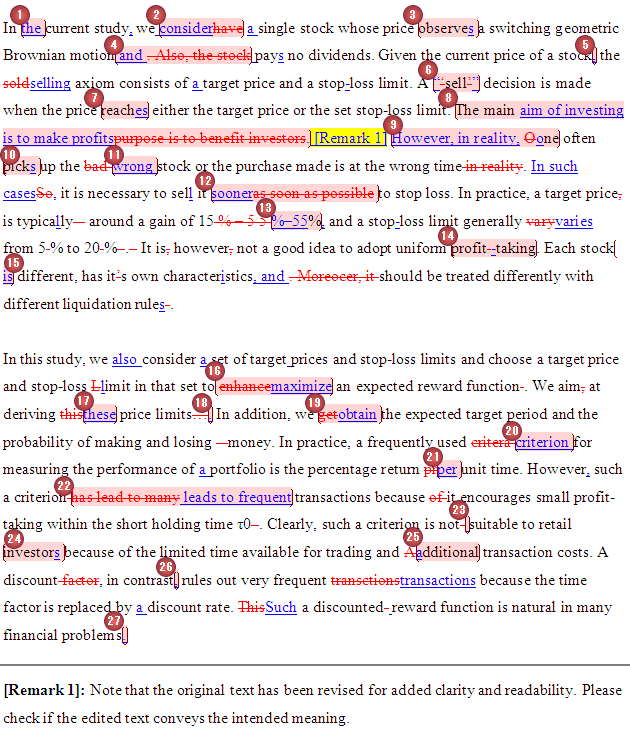 1 2 3
In the current study, we considerhave a single stock whose price observes a switching geometric
4 5
Brownian motion and . Also, the stock pays no dividends. Given the current price of a stock, the
6
soldselling axiom consists of a target price and a stop-loss limit. A “‘-sell-’” decision is made
7 8
when the price reaches either the target price or the set stop-loss limit. The main aim of investing
9
is to make profitspurpose is to benefit investors. [Remark 1] However, in reality, Oone often
10 11
picks up the bad wrong stock or the purchase made is at the wrong time in reality. In such
12
casesSo, it is necessary to sell it sooneras soon as possible to stop loss. In practice, a target price,
13
is typically— around a gain of 15 % – 5 5 %–55%, and a stop-loss limit generally varyvaries
14
from 5-% to 20-%–.– It is, however, not a good idea to adopt uniform profit--taking. Each stock
15
is different, has it's own characteristics, and . Moreocer, it should be treated differently with
different liquidation rules-.
In this study, we also consider a set of target prices and stop-loss limits and choose a target price
16
and stop-loss Llimit in that set to enhancemaximize an expected reward function-. We aim, at
17 18 19
deriving thisthese price limits…. In addition, we getobtain the expected target period and the
20
probability of making and losing —money. In practice, a frequently used critera criterion for
21
measuring the performance of a portfolio is the percentage return prper unit time. However, such
22
a criterion has lead to many leads to frequent transactions because of it encourages small profit-
23
taking within the short holding time τ0–. Clearly, such a criterion is not- suitable to retail
24 25
investors because of the limited time available for trading and Aadditional transaction costs. A
26
discount factor, in contrast, rules out very frequent transctionstransactions because the time
factor is replaced by a discount rate. ThisSuch a discounted-reward function is natural in many
27
financial problems.
[Remark 1]: Note that the original text has been revised for added clarity and readability. Please
check if the edited text conveys the intended meaning.